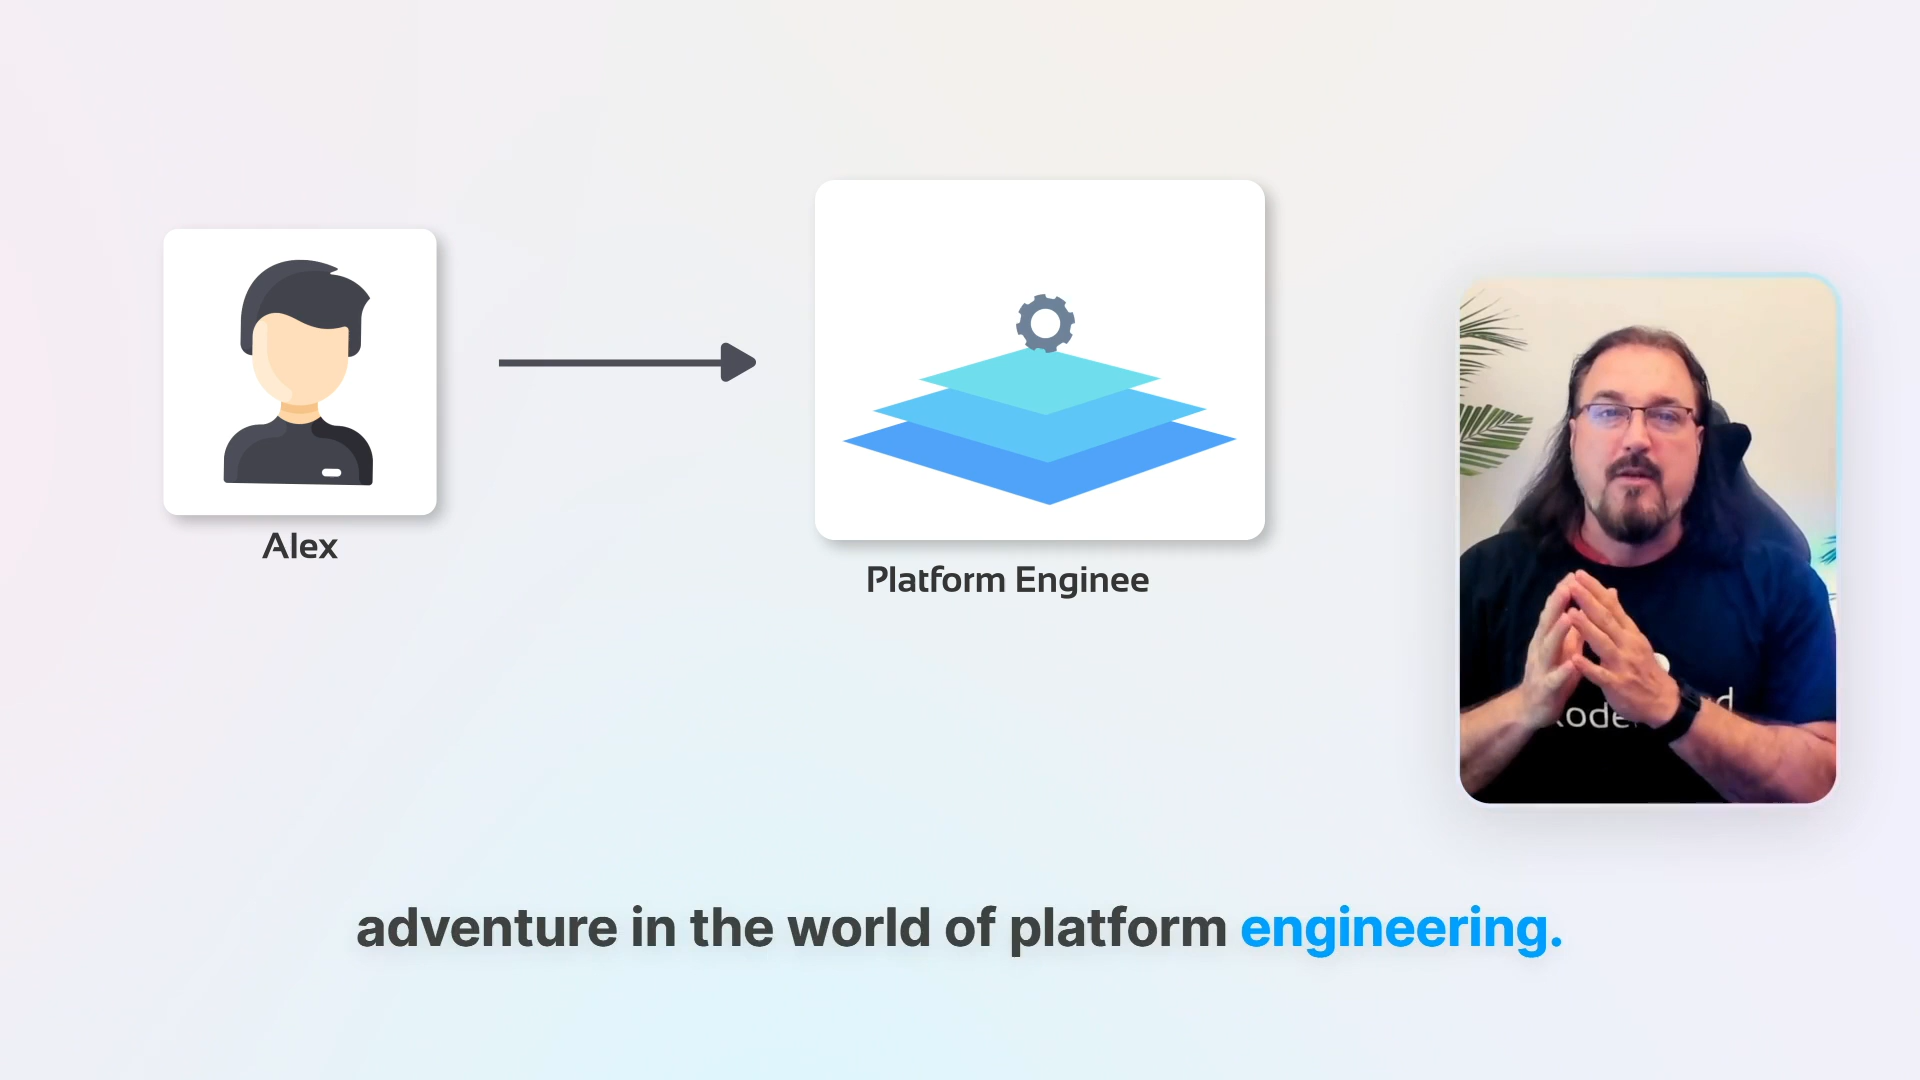 Alex
Platform Enginee
adventure in the world of platform engineering.